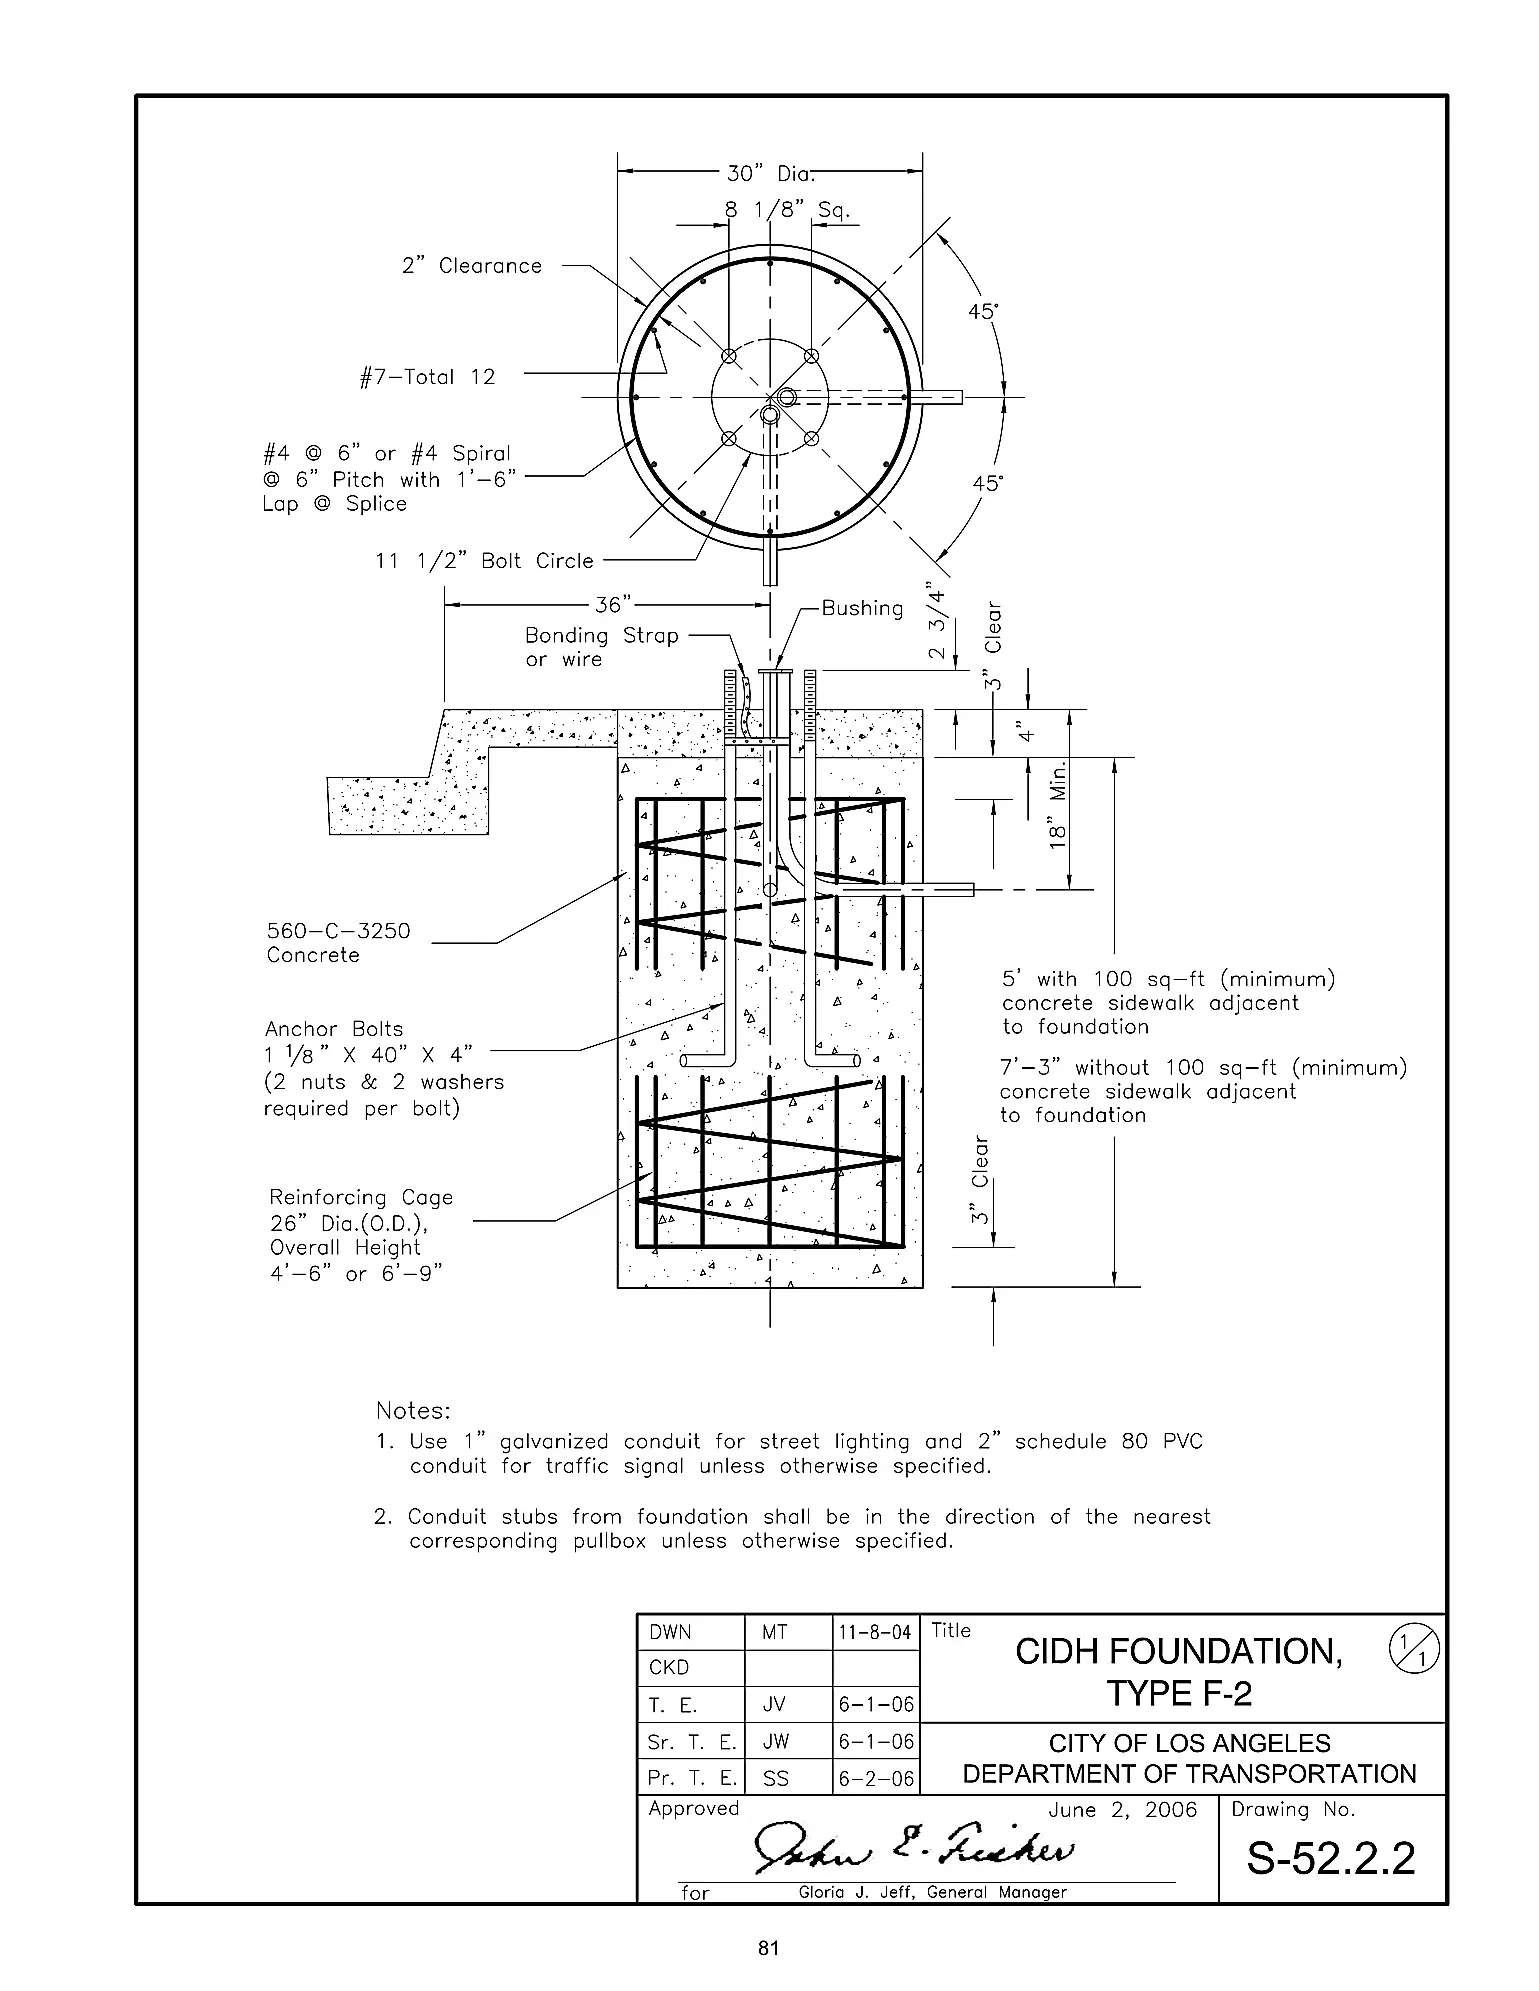 30" Dia.
8 1/8" Sq.
2" Clearance
45°
#7-Total 12
#4 @ 6" or #4 Spiral
@ 6" Pitch with 1'-6"
Lap @ Splice
45°
11 1/2" Bolt Circle
36"
Bushing
2 3/4"
3" Clear
Bonding Strap
or wire
4"
18" Min.
560-C-3250
Concrete
5' with 100 sq-ft (minimum)
concrete sidewalk adjacent
to foundation
Anchor Bolts
1 1/8" X 40" X 4"
(2 nuts & 2 washers
required per bolt)
7'-3" without 100 sq-ft (minimum)
concrete sidewalk adjacent
to foundation
3" Clear
Reinforcing Cage
26" Dia.(O.D.),
Overall Height
4'-6" or 6'-9"
Notes:
1. Use 1" galvanized conduit for street lighting and 2" schedule 80 PVC
conduit for traffic signal unless otherwise specified.
2. Conduit stubs from foundation shall be in the direction of the nearest
corresponding pullbox unless otherwise specified.
DWN MT 11-8-04
CKD
T. E. JV 6-1-06
Sr. T. E. JW 6-1-06
Pr. T. E. SS 6-2-06
Title
CIDH FOUNDATION,
TYPE F-2
1/1
CITY OF LOS ANGELES
DEPARTMENT OF TRANSPORTATION
Approved June 2, 2006
John E. Fisher
for Gloria J. Jeff, General Manager
Drawing No.
S-52.2.2
81